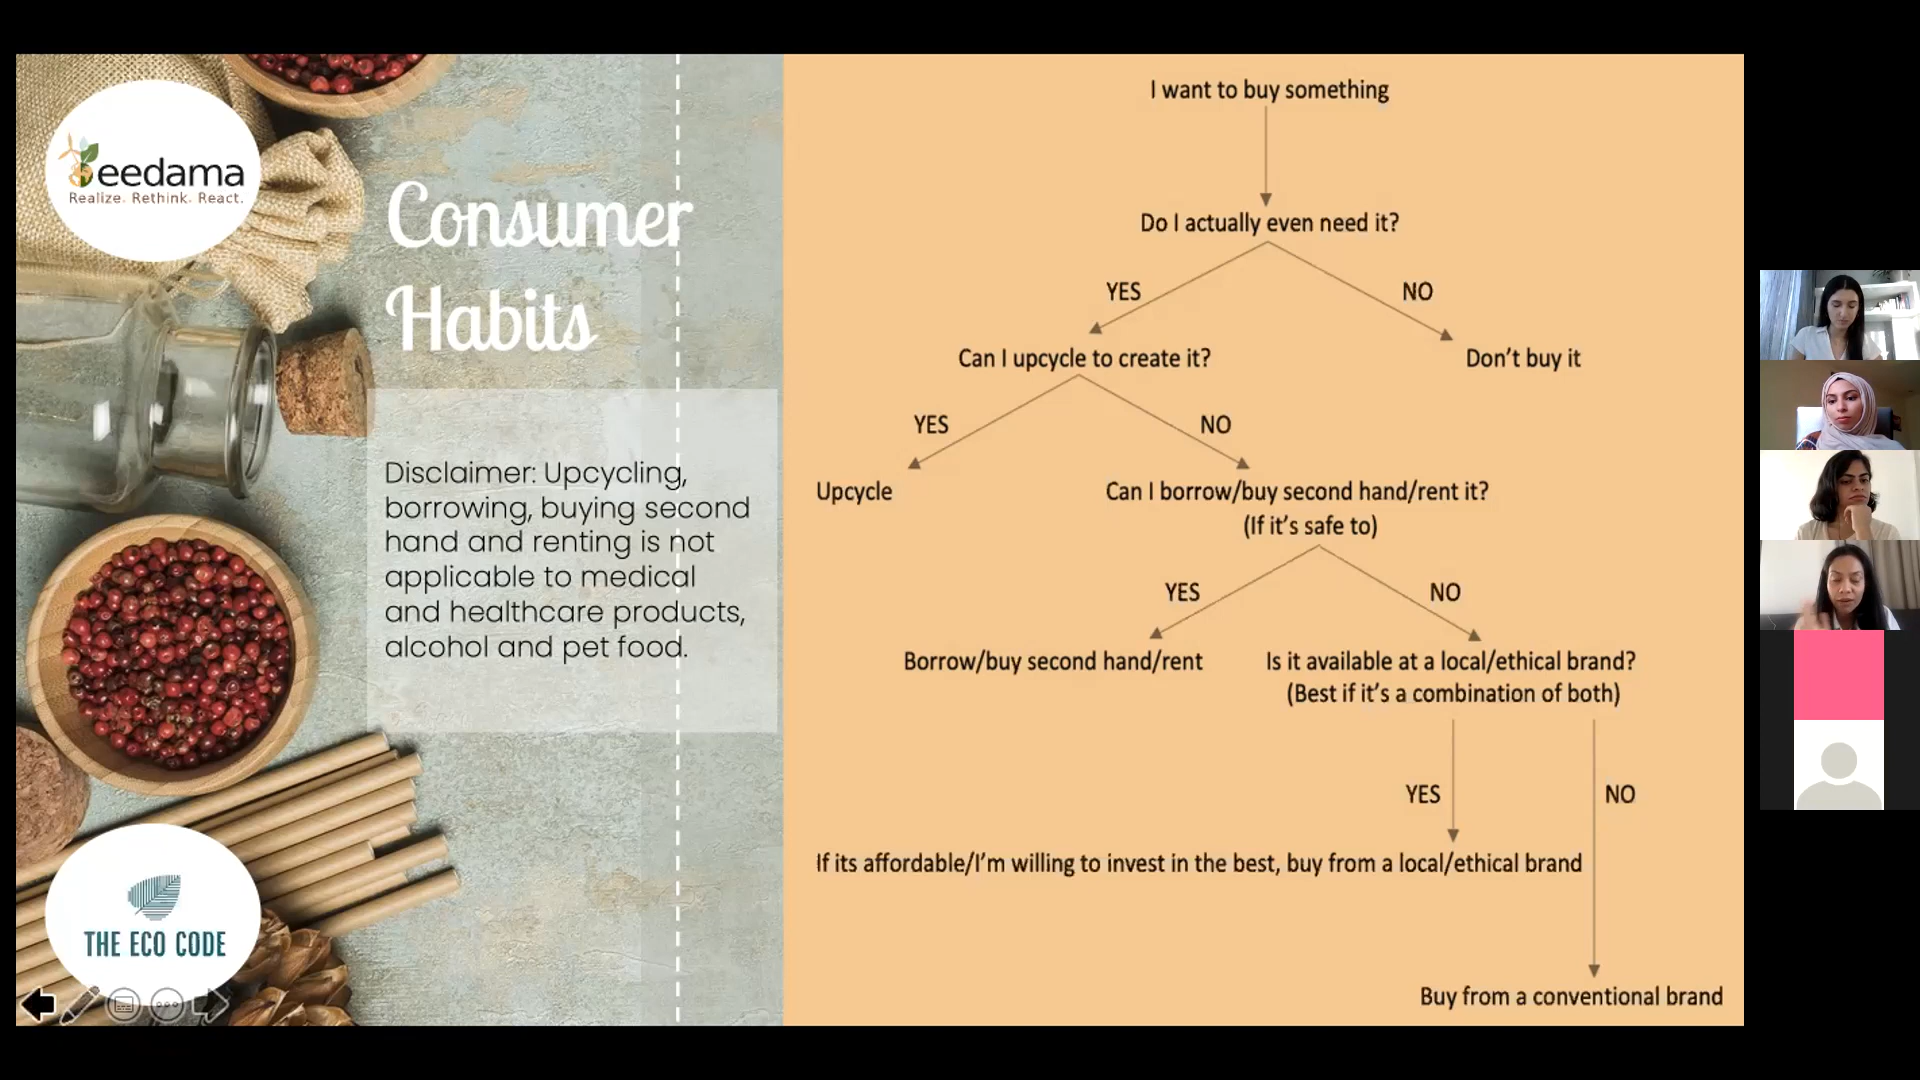 eedama
Realize. Rethink. React.
Consumer
Habits
Disclaimer: Upcycling,
borrowing, buying second
hand and renting is not
applicable to medical
and healthcare products,
alcohol and pet food.
THE ECO CODE
I want to buy something
Do I actually even need it?
YES
NO
Can I upcycle to create it?
Don't buy it
YES
NO
Upcycle
Can I borrow/buy second hand/rent it?
(If it's safe to)
YES
NO
Borrow/buy second hand/rent
Is it available at a local/ethical brand?
(Best if it's a combination of both)
YES
NO
If its affordable/I'm willing to invest in the best, buy from a local/ethical brand
Buy from a conventional brand